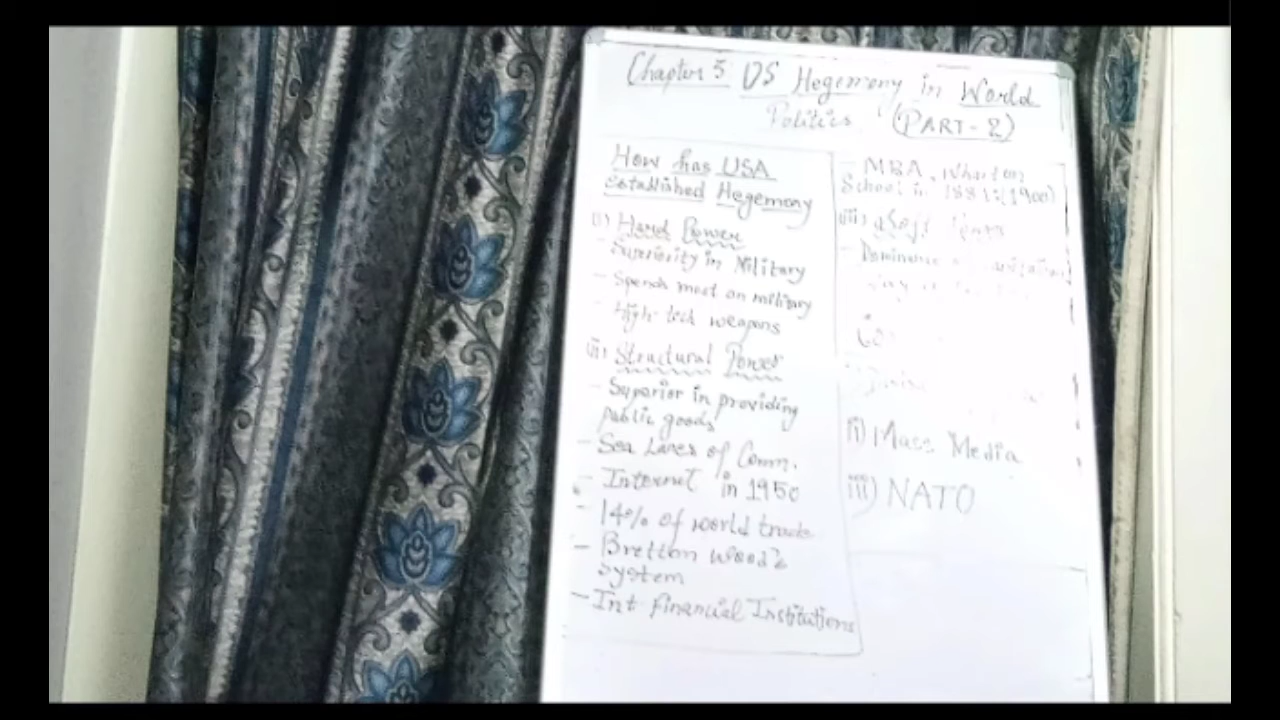 Chapter 5 US Hegemony in World
Politics (PART-2)
How has USA
established Hegemony
i) Hard Power
- Superiority in Military
- Spends most on military
- High-tech weapons
ii) Structural Power
- Superior in providing
public goods
- Sea Lanes of Comm.
- Internet in 1950
- 14% of world trade
- Bretton Wood's
system
- Int Financial Institutions
- MBA, Wharton
School in 1881 (1900)
iii) Soft Power
- Dominance
ii) Mass Media
iii) NATO